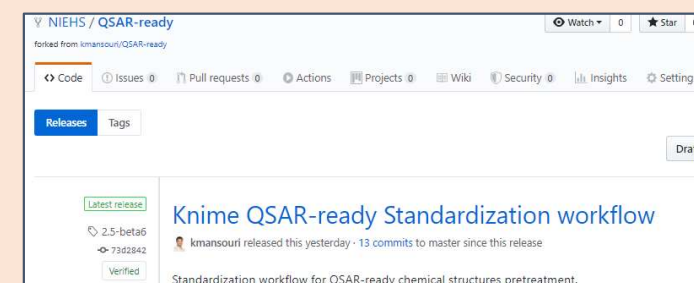 NIEHS / QSAR-ready
Watch 0 Star
forked from kmansouri/QSAR-ready
Code Issues 0 Pull requests 0 Actions Projects 0 Wiki Security 0 Insights Setting
Releases Tags
Dra
Latest release
2.5-beta6
73d2842
Verified
Knime QSAR-ready Standardization workflow
kmansouri released this yesterday · 13 commits to master since this release
Standardization workflow for QSAR-ready chemical structures pretreatment.